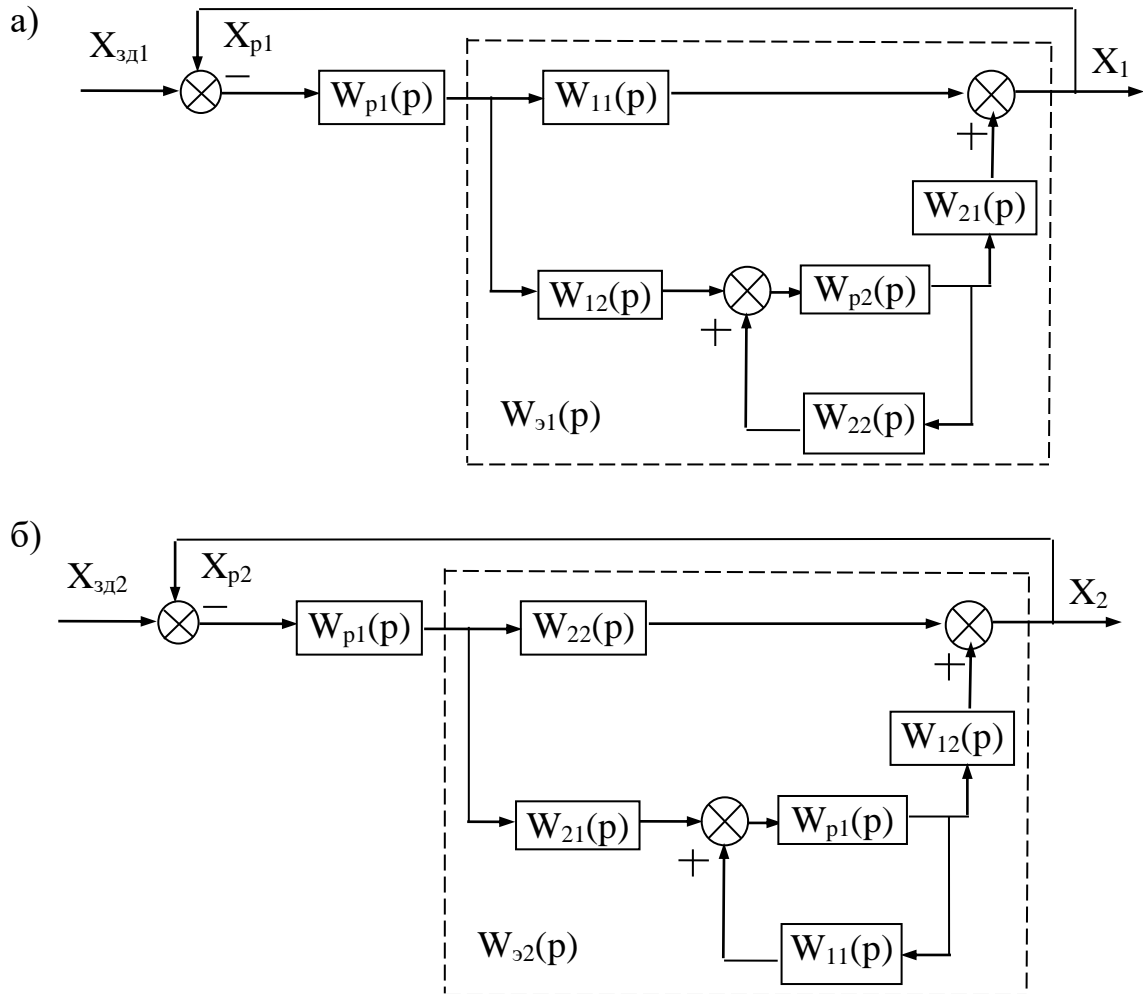 а)
Xзд1
Xр1
X1
Wр1(p)
W11(p)
+
–
W21(p)
W12(p)
Wр2(p)
+
W22(p)
Wэ1(p)
б)
Xзд2
Xр2
X2
–
Wр1(p)
W22(p)
+
W12(p)
W21(p)
Wр1(p)
+
W11(p)
Wэ2(p)